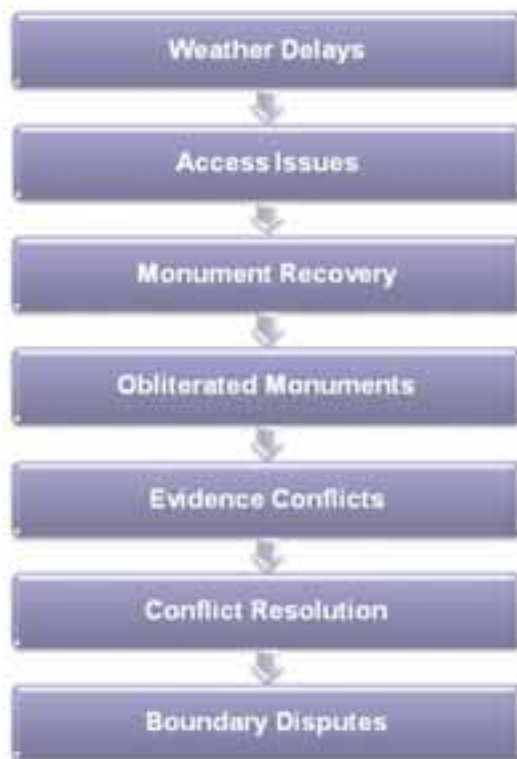 Weather Delays
Access Issues
Monument Recovery
Obliterated Monuments
Evidence Conflicts
Conflict Resolution
Boundary Disputes